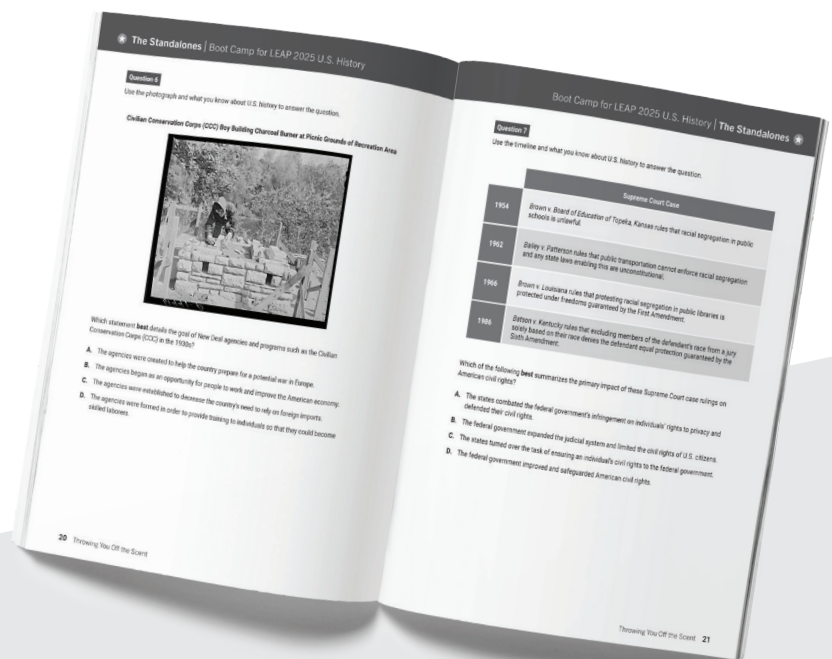 The Standalones | Boot Camp for LEAP 2025 U.S. History
Question 6
Use the photograph and what you know about U.S. history to answer the question.
Civilian Conservation Corps (CCC) Boy Building Charcoal Burner at Picnic Grounds of Recreation Area
Which statement best details the goal of New Deal agencies and programs such as the Civilian
Conservation Corps (CCC) in the 1930s?
A. The agencies were created to help the country prepare for a potential war in Europe.
B. The agencies began as an opportunity for people to work and improve the American economy.
C. The agencies were established to decrease the country's need to rely on foreign imports.
D. The agencies were formed in order to provide training to individuals so that they could become
skilled laborers.
20 Throwing You Off the Scent
Boot Camp for LEAP 2025 U.S. History | The Standalones
Question 7
Use the timeline and what you know about U.S. history to answer the question.
Supreme Court Case
1954
Brown v. Board of Education of Topeka, Kansas rules that racial segregation in public
schools is unlawful.
1962
Bailey v. Patterson rules that public transportation cannot enforce racial segregation
and any state laws enabling this are unconstitutional.
1966
Brown v. Louisiana rules that protesting racial segregation in public libraries is
protected under freedoms guaranteed by the First Amendment.
1986
Batson v. Kentucky rules that excluding members of the defendant's race from a jury
solely based on their race denies the defendant equal protection guaranteed by the
Sixth Amendment.
Which of the following best summarizes the primary impact of these Supreme Court case rulings on
American civil rights?
A. The states combated the federal government's infringement on individuals' rights to privacy and
defended their civil rights.
B. The federal government expanded the judicial system and limited the civil rights of U.S. citizens.
C. The states turned over the task of ensuring an individual's civil rights to the federal government.
D. The federal government improved and safeguarded American civil rights.
Throwing You Off the Scent 21